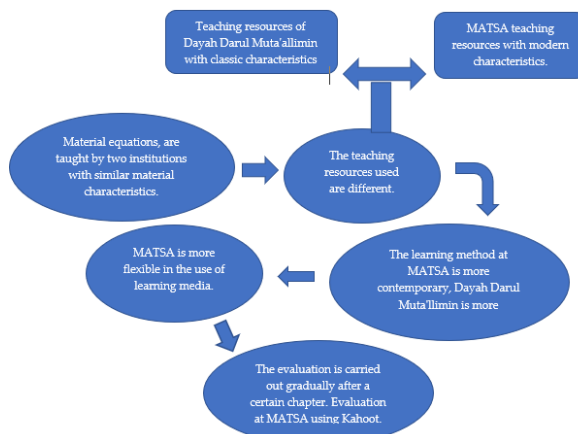 Teaching resources of
Dayah Darul Muta'allimin
with classic characteristics
MATSA teaching
resources with modern
characteristics.
Material equations, are
taught by two institutions
with similar material
characteristics.
The teaching
resources used
are different.
The learning method at
MATSA is more
contemporary, Dayah Darul
Muta'llimin is more
MATSA is more
flexible in the use of
learning media.
The evaluation is carried
out gradually after a
certain chapter. Evaluation
at MATSA using Kahoot.